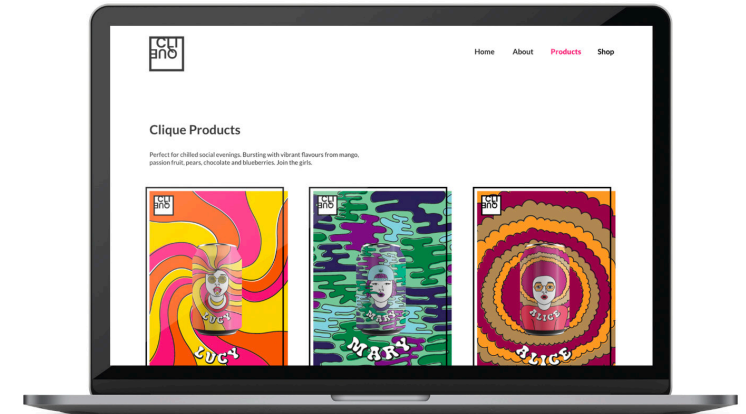 CLI
QUE
Home About Products Shop
Clique Products
Perfect for chilled social evenings. Bursting with vibrant flavours from mango,
passion fruit, pears, chocolate and blueberries. Join the girls.
CLI
QUE
CLI
QUE
CLI
QUE
LUCY
MARY
ALICE
LUCY
MARY
ALICE